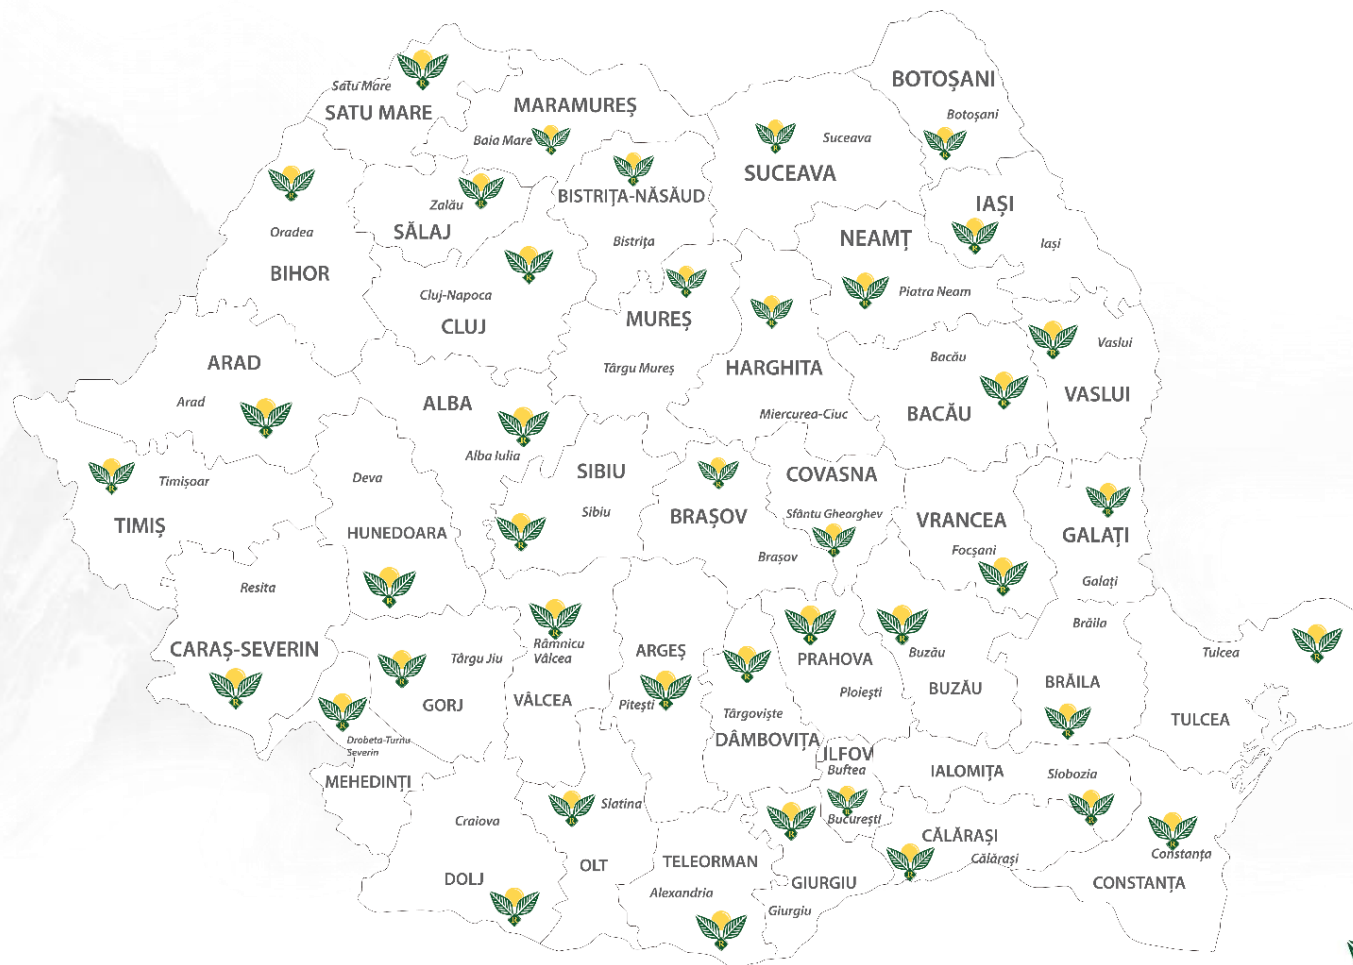 BOTOȘANI
Satu Mare
SATU MARE
MARAMUREȘ
Botoșani
Baia Mare
Suceava
SUCEAVA
BISTRIȚA-NĂSĂUD
Zalău
SĂLAJ
IAȘI
Iași
Oradea
BIHOR
Bistrița
NEAMȚ
Cluj-Napoca
CLUJ
Piatra Neam
MUREȘ
Vaslui
VASLUI
ARAD
Arad
Târgu Mureș
HARGHITA
Miercurea-Ciuc
Bacău
BACĂU
ALBA
Alba Iulia
SIBIU
Sibiu
COVASNA
Sfântu Gheorghev
Timișoar
TIMIȘ
Deva
HUNEDOARA
BRAȘOV
Brașov
VRANCEA
Focșani
GALAȚI
Galați
Resita
CARAȘ-SEVERIN
Târgu Jiu
GORJ
Râmnicu
Vâlcea
VÂLCEA
ARGEȘ
Pitești
PRAHOVA
Ploiești
Buzău
BUZĂU
Brăila
BRĂILA
Tulcea
TULCEA
Târgoviște
DÂMBOVIȚA
Drobeta-Turnu
Severin
MEHEDINȚI
ILFOV
Buftea
București
IALOMIȚA
Slobozia
Craiova
DOLJ
Slatina
OLT
TELEORMAN
Alexandria
GIURGIU
Giurgiu
CĂLĂRAȘI
Călărași
Constanța
CONSTANȚA